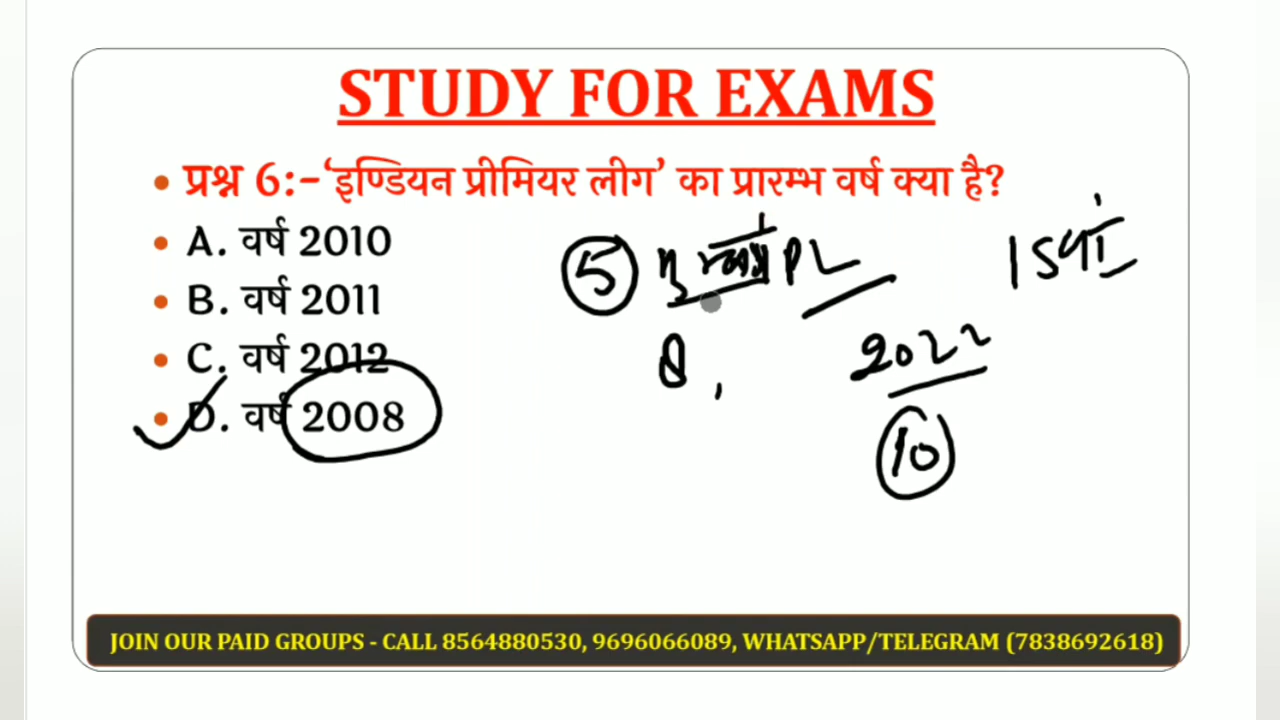 STUDY FOR EXAMS
• प्रश्न 6:-‘इण्डियन प्रीमियर लीग’ का प्रारम्भ वर्ष क्या है?
• A. वर्ष 2010
• B. वर्ष 2011
• C. वर्ष 2012
• D. वर्ष 2008
5
PL
15वां
8,
2022
10
JOIN OUR PAID GROUPS - CALL 8564880530, 9696066089, WHATSAPP/TELEGRAM (7838692618)